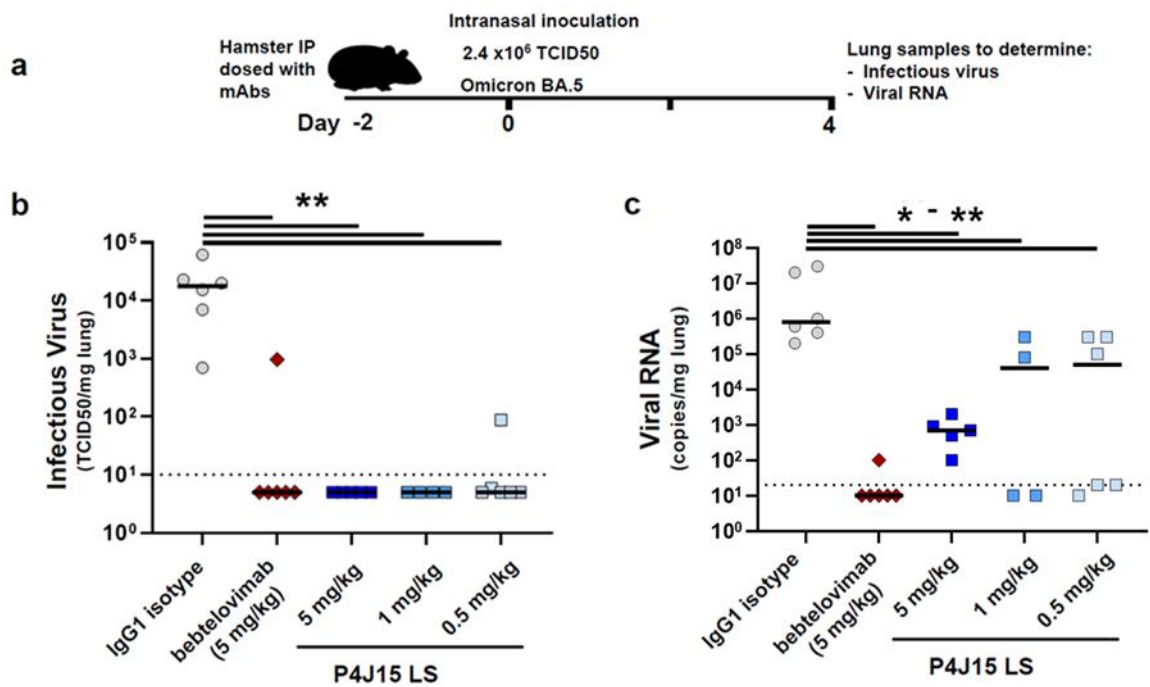 a
Hamster IP
dosed with
mAbs
Intranasal inoculation
2.4 x10⁶ TCID50
Omicron BA.5
Lung samples to determine:
- Infectious virus
- Viral RNA
Day -2 0 4
b
**
Infectious Virus
(TCID50/mg lung)
10⁵
10⁴
10³
10²
10¹
10⁰
IgG1 isotype
bebtelovimab
(5 mg/kg)
5 mg/kg
1 mg/kg
0.5 mg/kg
P4J15 LS
c
* - **
Viral RNA
(copies/mg lung)
10⁸
10⁷
10⁶
10⁵
10⁴
10³
10²
10¹
10⁰
IgG1 isotype
bebtelovimab
(5 mg/kg)
5 mg/kg
1 mg/kg
0.5 mg/kg
P4J15 LS